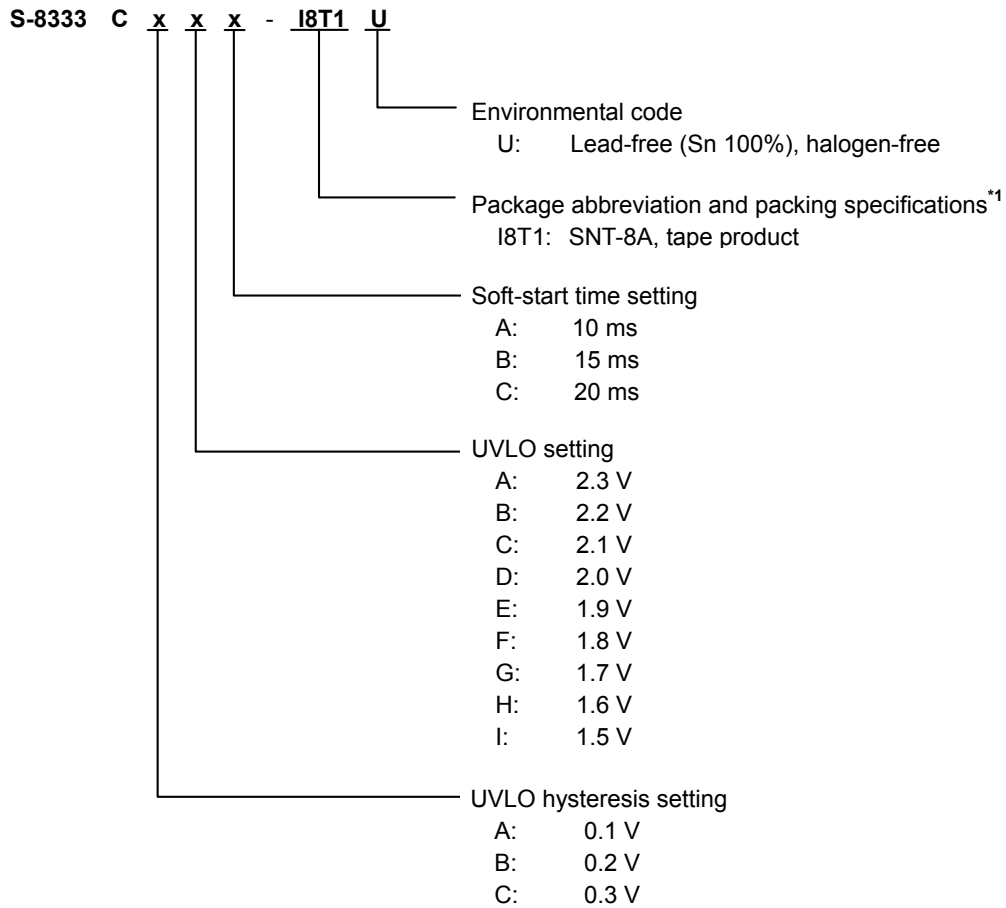 S-8333 C x x x - I8T1 U
Environmental code
U: Lead-free (Sn 100%), halogen-free
Package abbreviation and packing specifications*1
I8T1: SNT-8A, tape product
Soft-start time setting
A: 10 ms
B: 15 ms
C: 20 ms
UVLO setting
A: 2.3 V
B: 2.2 V
C: 2.1 V
D: 2.0 V
E: 1.9 V
F: 1.8 V
G: 1.7 V
H: 1.6 V
I: 1.5 V
UVLO hysteresis setting
A: 0.1 V
B: 0.2 V
C: 0.3 V